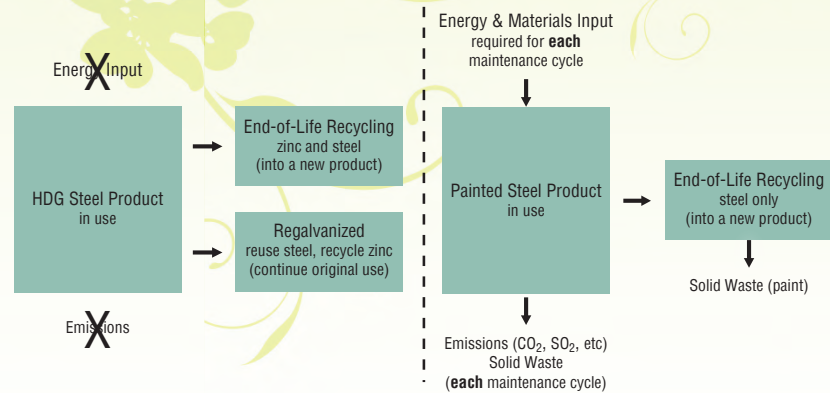 Energy Input
HDG Steel Product
in use
Emissions
End-of-Life Recycling
zinc and steel
(into a new product)
Regalvanized
reuse steel, recycle zinc
(continue original use)
Energy & Materials Input
required for each
maintenance cycle
Painted Steel Product
in use
Emissions (CO₂, SO₂, etc)
Solid Waste
(each maintenance cycle)
End-of-Life Recycling
steel only
(into a new product)
Solid Waste (paint)